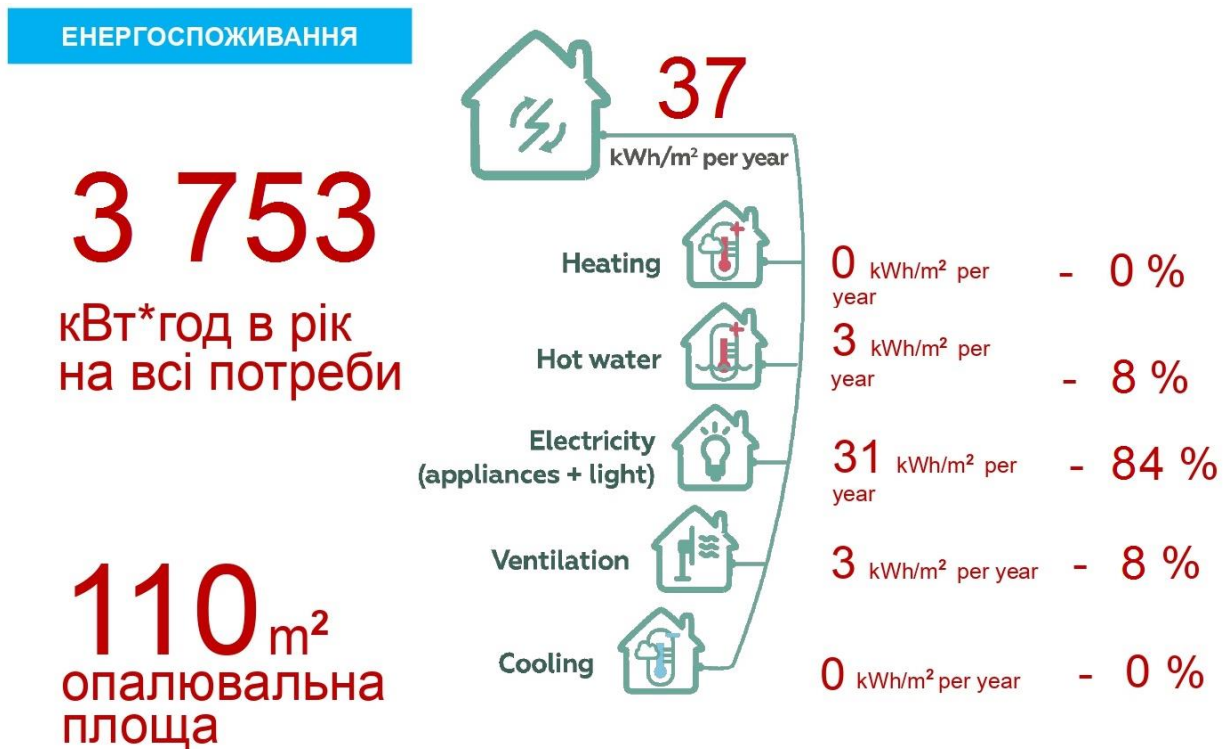 ЕНЕРГОСПОЖИВАННЯ
37
kWh/m² per year
3 753
кВт*год в рік
на всі потреби
Heating
0 kWh/m² per
year
- 0 %
Hot water
3 kWh/m² per
year
- 8 %
Electricity
(appliances + light)
31 kWh/m² per
year
- 84 %
Ventilation
3 kWh/m² per year - 8 %
110 m²
опалювальна
площа
Cooling
0 kWh/m² per year - 0 %